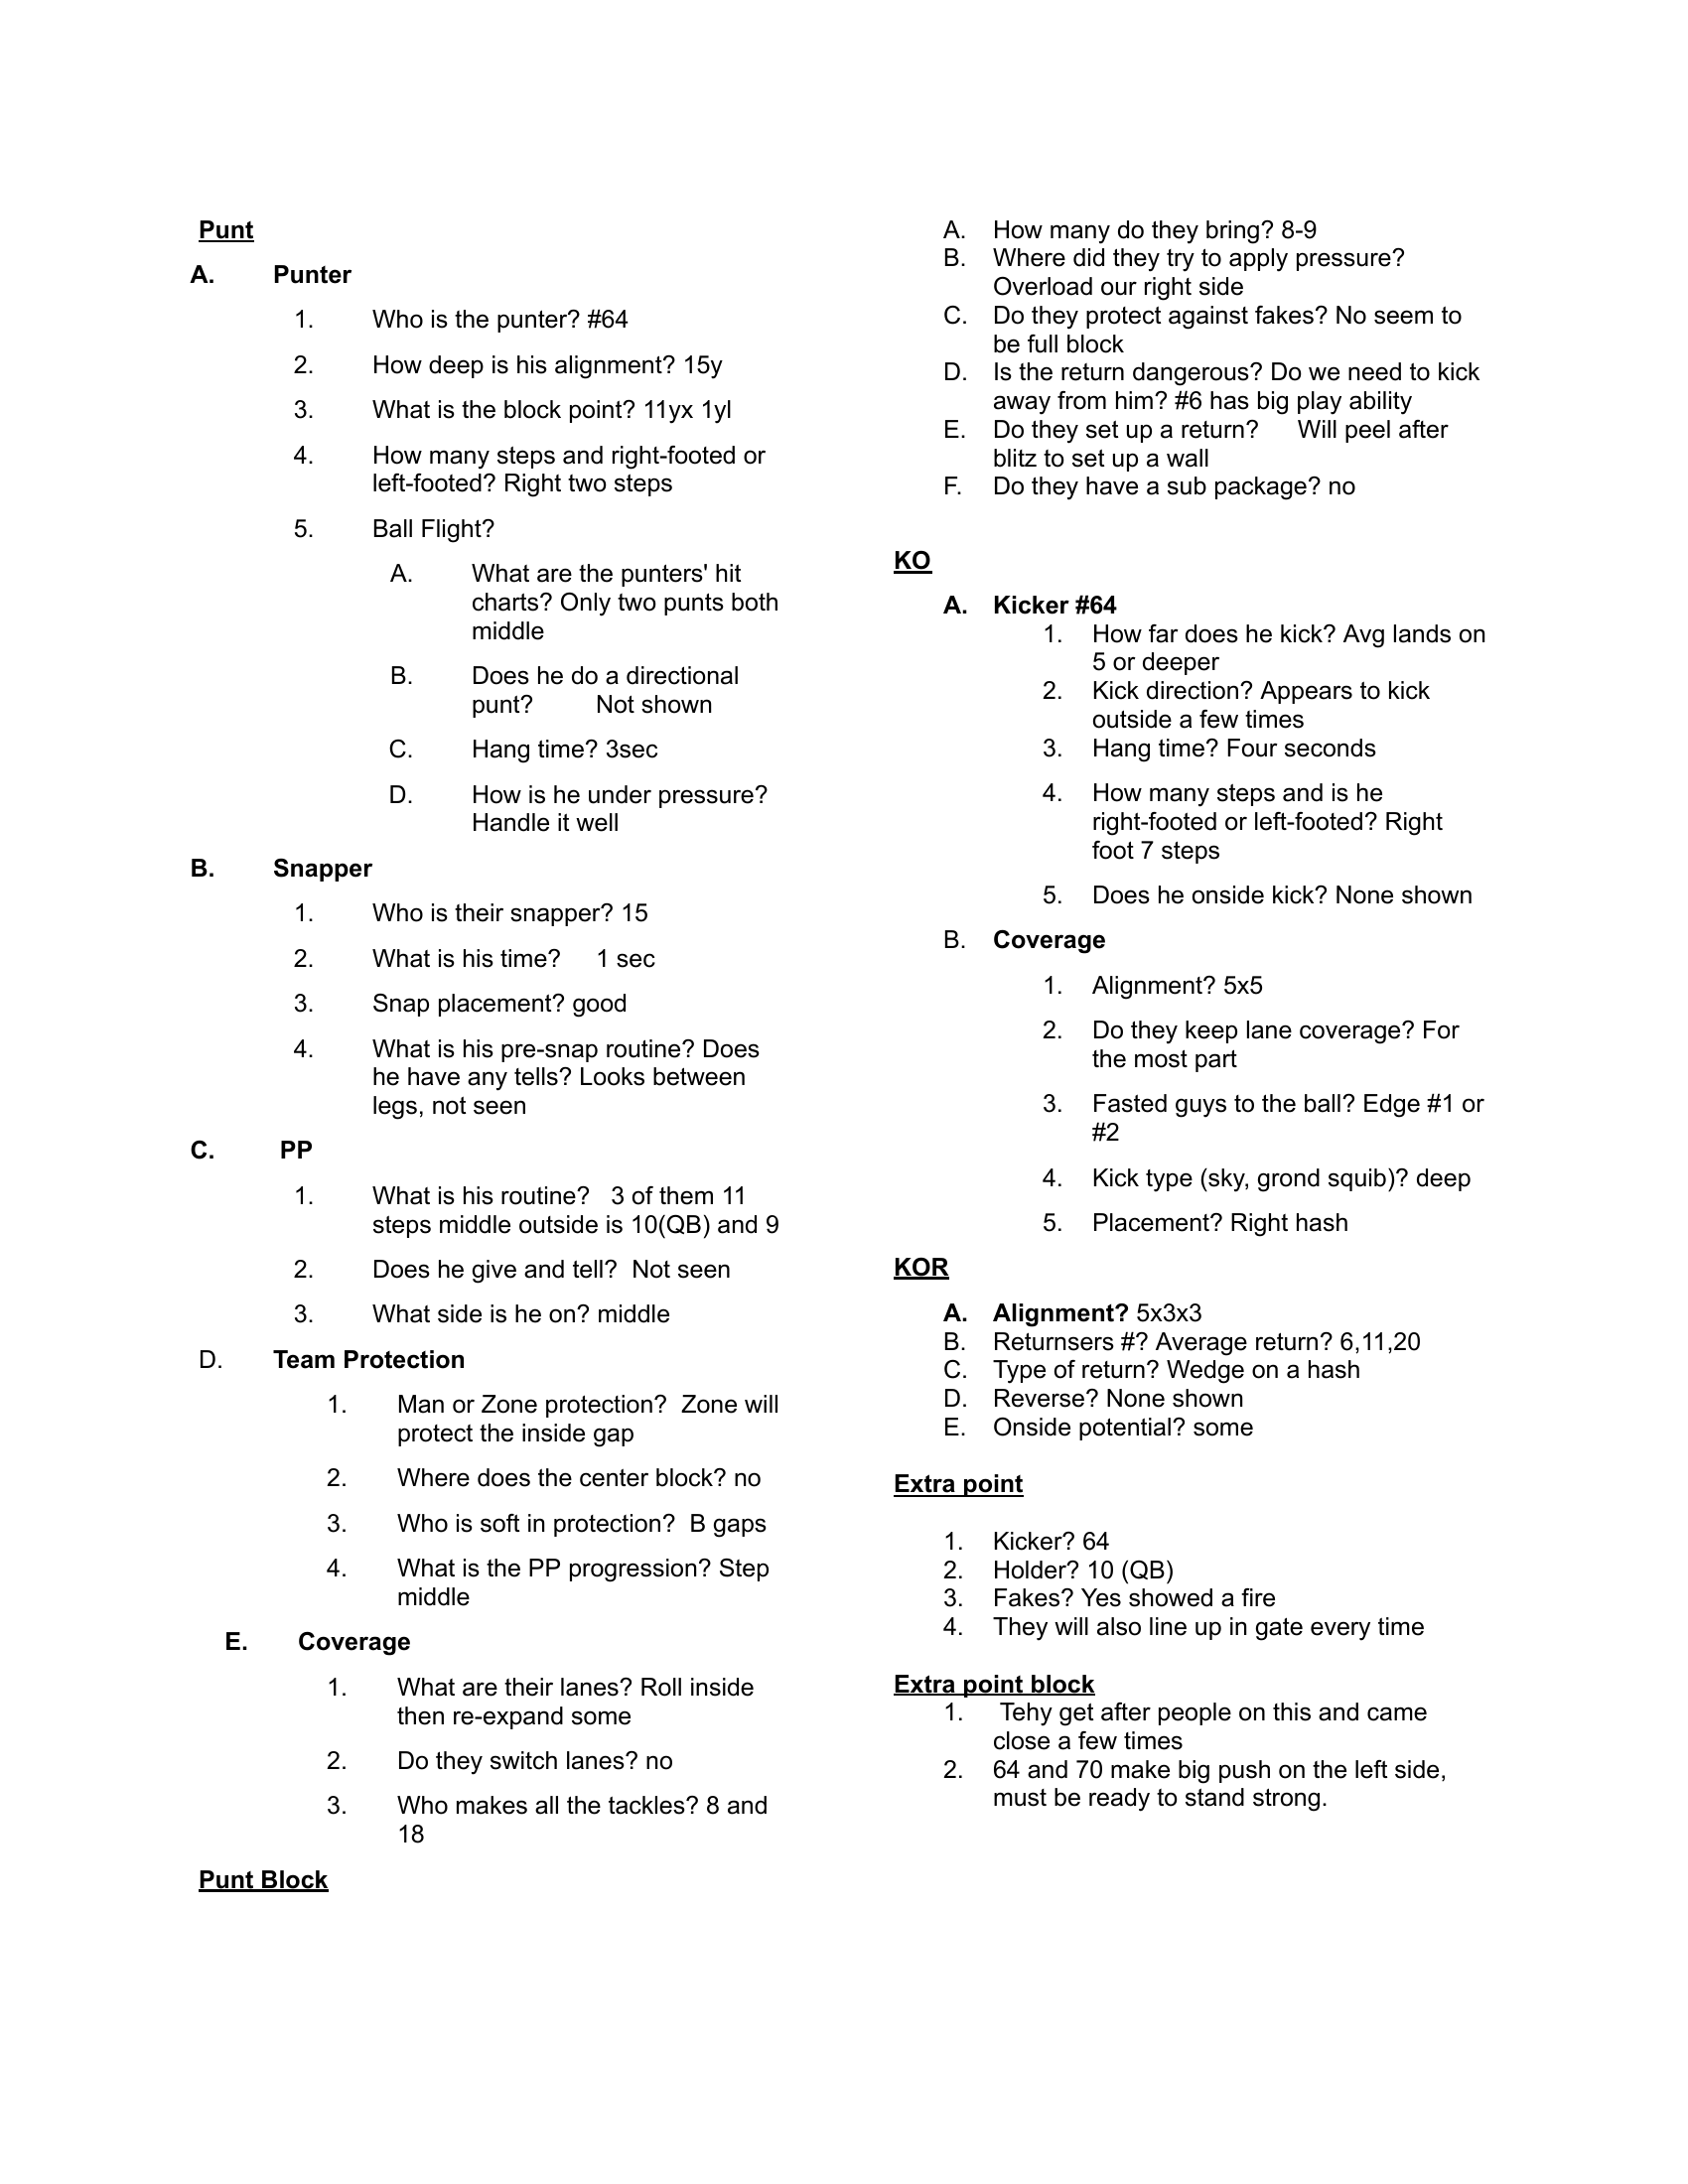 Punt
A. Punter
1. Who is the punter? #64
2. How deep is his alignment? 15y
3. What is the block point? 11yx 1yl
4. How many steps and right-footed or
left-footed? Right two steps
5. Ball Flight?
A. What are the punters' hit
charts? Only two punts both
middle
B. Does he do a directional
punt? Not shown
C. Hang time? 3sec
D. How is he under pressure?
Handle it well
B. Snapper
1. Who is their snapper? 15
2. What is his time? 1 sec
3. Snap placement? good
4. What is his pre-snap routine? Does
he have any tells? Looks between
legs, not seen
C. PP
1. What is his routine? 3 of them 11
steps middle outside is 10(QB) and 9
2. Does he give and tell? Not seen
3. What side is he on? middle
D. Team Protection
1. Man or Zone protection? Zone will
protect the inside gap
2. Where does the center block? no
3. Who is soft in protection? B gaps
4. What is the PP progression? Step
middle
E. Coverage
1. What are their lanes? Roll inside
then re-expand some
2. Do they switch lanes? no
3. Who makes all the tackles? 8 and
18
Punt Block
A. How many do they bring? 8-9
B. Where did they try to apply pressure?
Overload our right side
C. Do they protect against fakes? No seem to
be full block
D. Is the return dangerous? Do we need to kick
away from him? #6 has big play ability
E. Do they set up a return? Will peel after
blitz to set up a wall
F. Do they have a sub package? no
KO
A. Kicker #64
1. How far does he kick? Avg lands on
5 or deeper
2. Kick direction? Appears to kick
outside a few times
3. Hang time? Four seconds
4. How many steps and is he
right-footed or left-footed? Right
foot 7 steps
5. Does he onside kick? None shown
B. Coverage
1. Alignment? 5x5
2. Do they keep lane coverage? For
the most part
3. Fasted guys to the ball? Edge #1 or
#2
4. Kick type (sky, grond squib)? deep
5. Placement? Right hash
KOR
A. Alignment? 5x3x3
B. Returnsers #? Average return? 6,11,20
C. Type of return? Wedge on a hash
D. Reverse? None shown
E. Onside potential? some
Extra point
1. Kicker? 64
2. Holder? 10 (QB)
3. Fakes? Yes showed a fire
4. They will also line up in gate every time
Extra point block
1. Tehy get after people on this and came
close a few times
2. 64 and 70 make big push on the left side,
must be ready to stand strong.